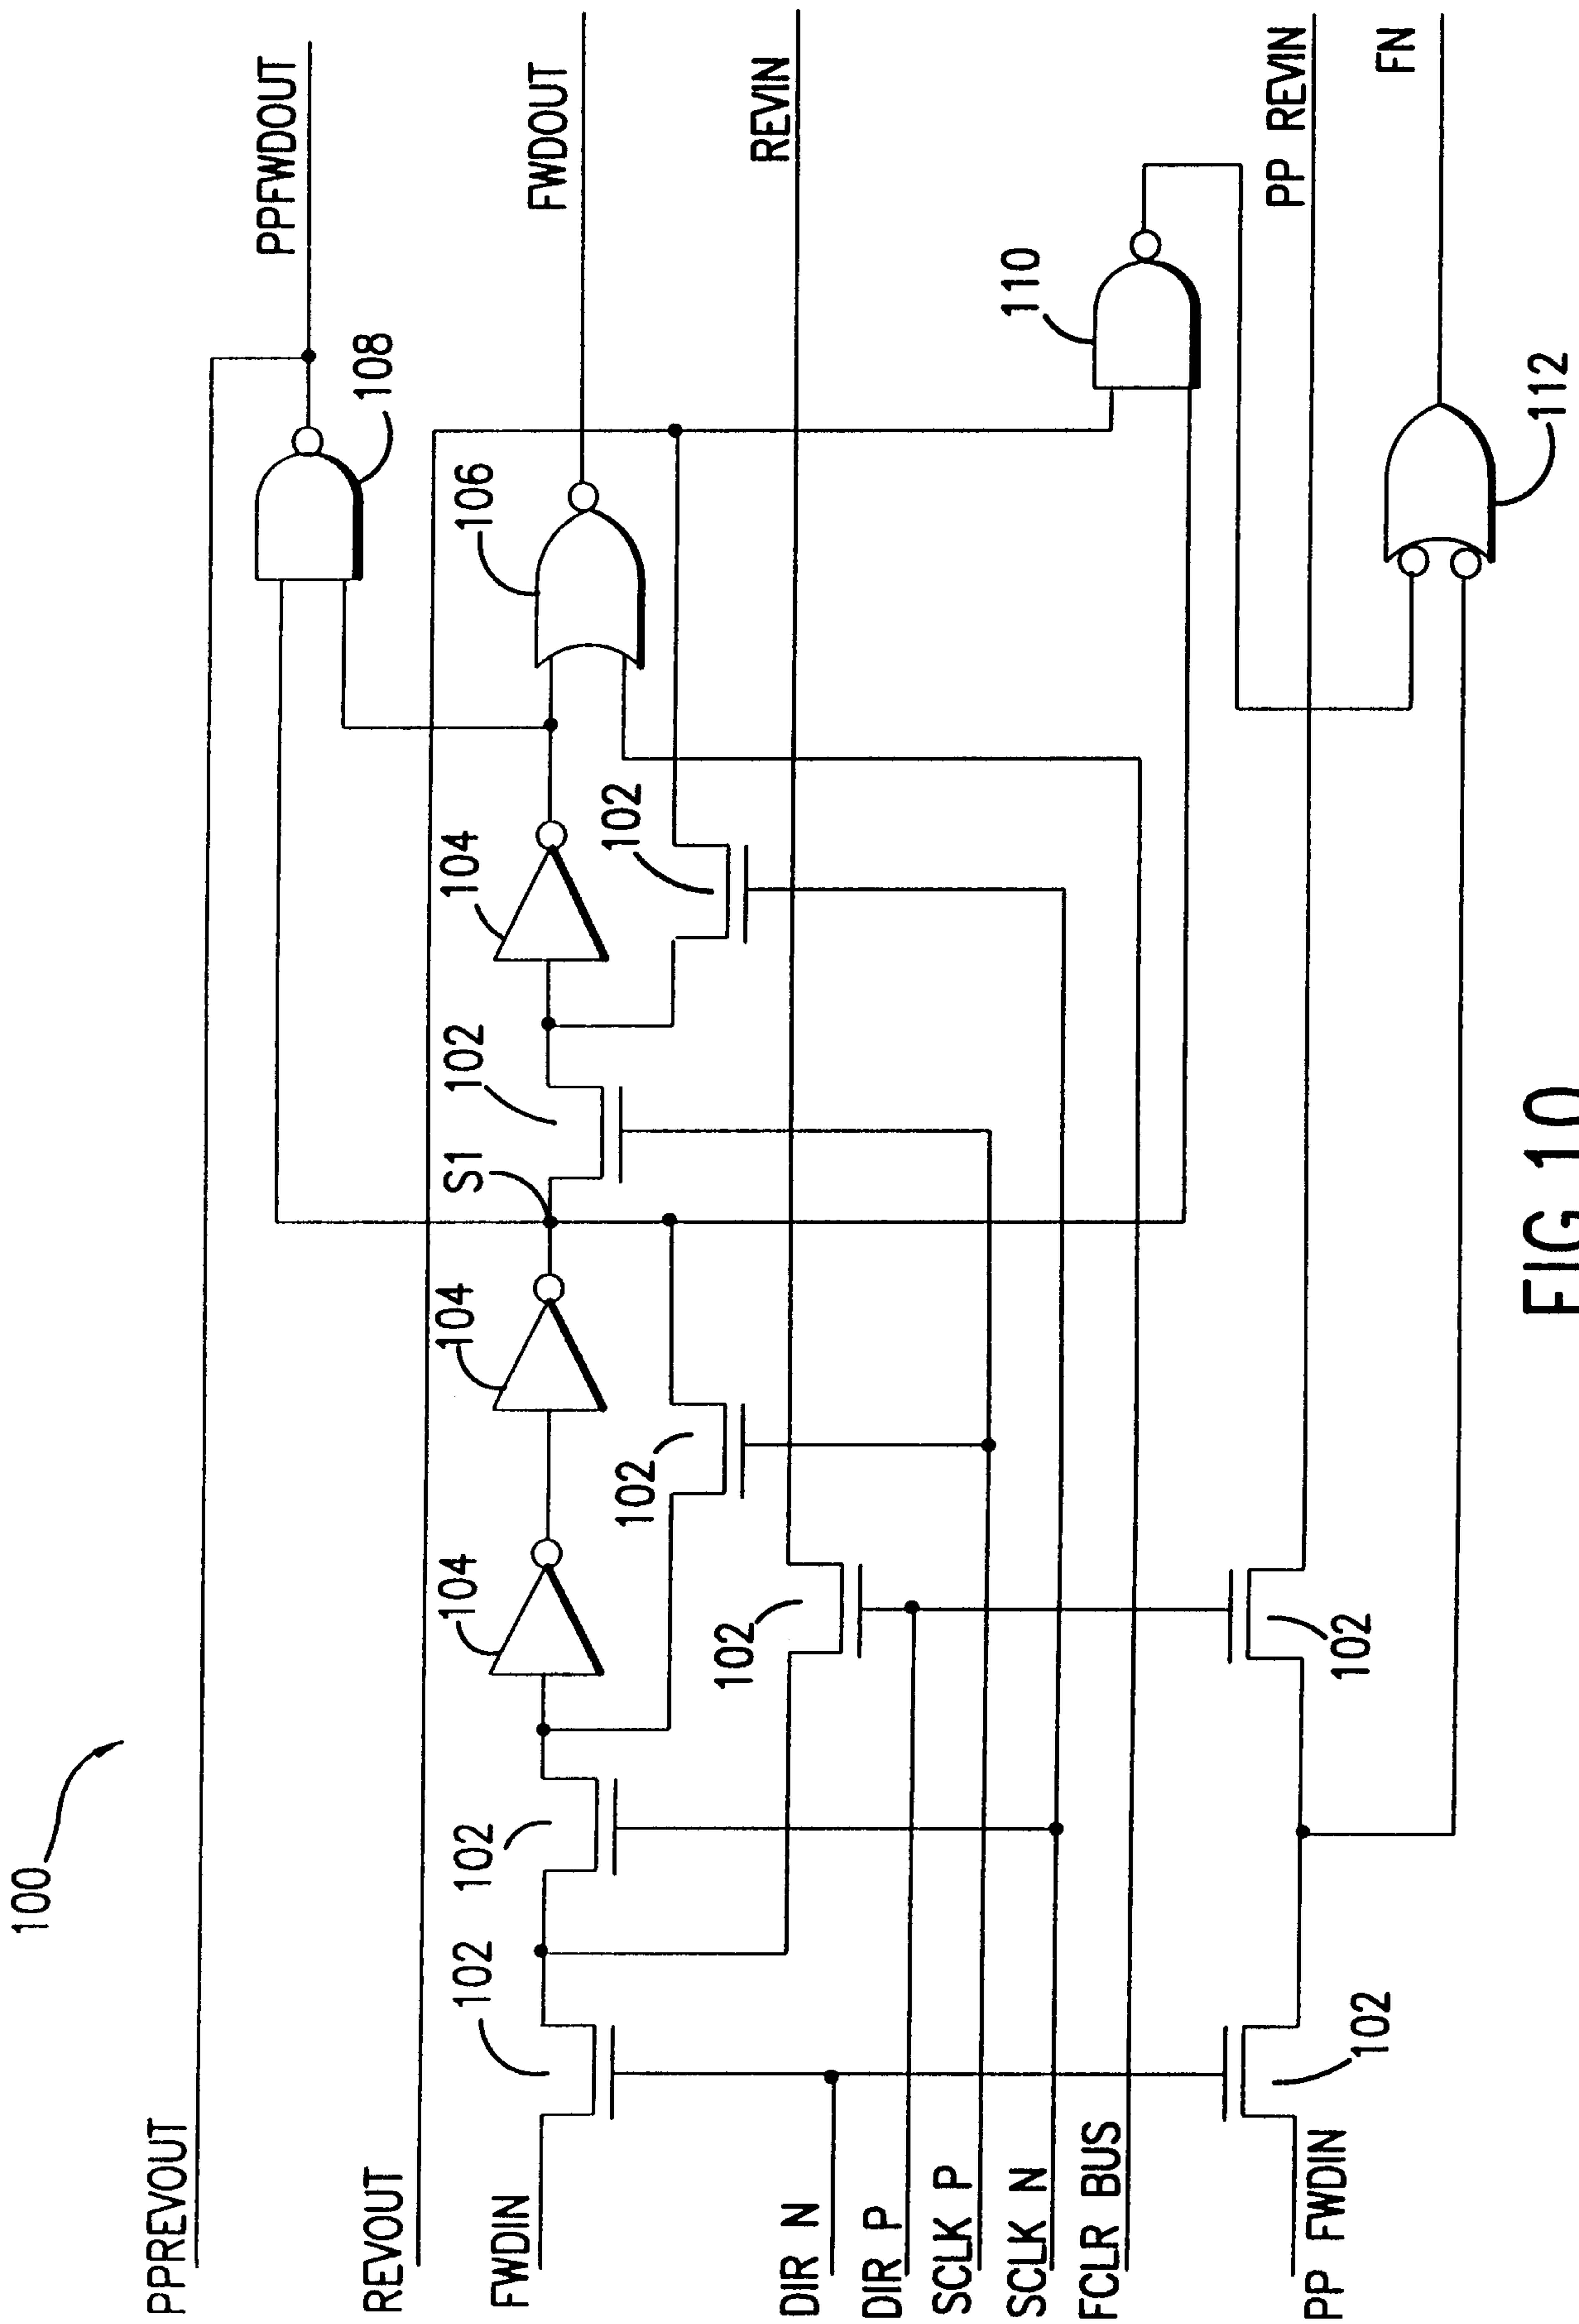 100
PPREVOUT
PPFWDOUT
108
REVOUT
FWDIN
FWDOUT
102
102
104
104
S1
102
104
106
102
102
102
REVIN
DIR N
DIR P
SCLK P
SCLK N
FCLR BUS
110
PP FWDIN
102
102
PP REVIN
112
FN
FIG 10